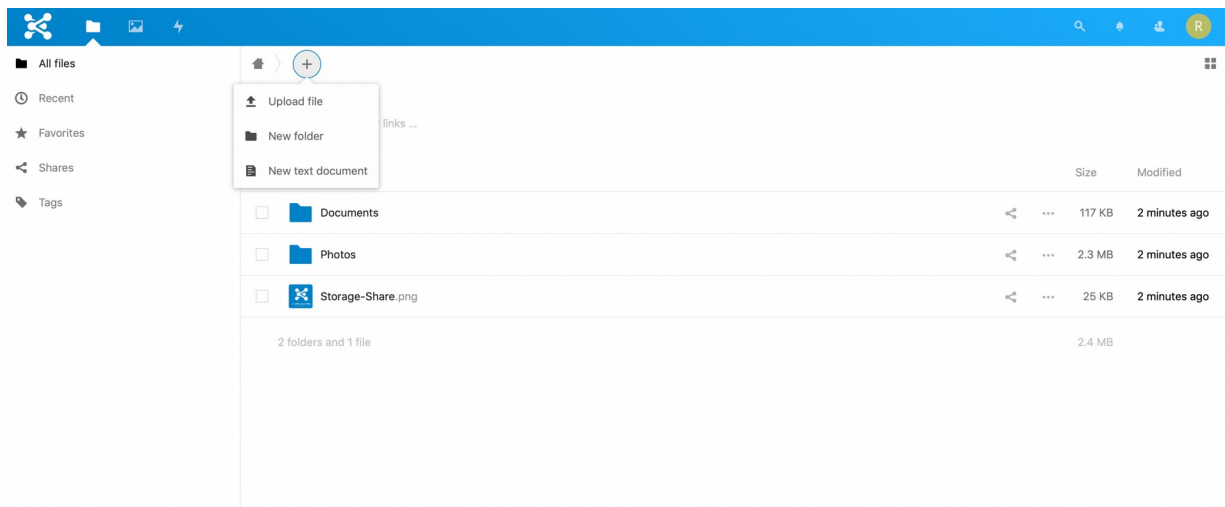 R
All files
Recent
Favorites
Shares
Tags
Upload file
New folder
New text document
links ...
Size Modified
Documents 117 KB 2 minutes ago
Photos 2.3 MB 2 minutes ago
Storage-Share.png 25 KB 2 minutes ago
2 folders and 1 file 2.4 MB